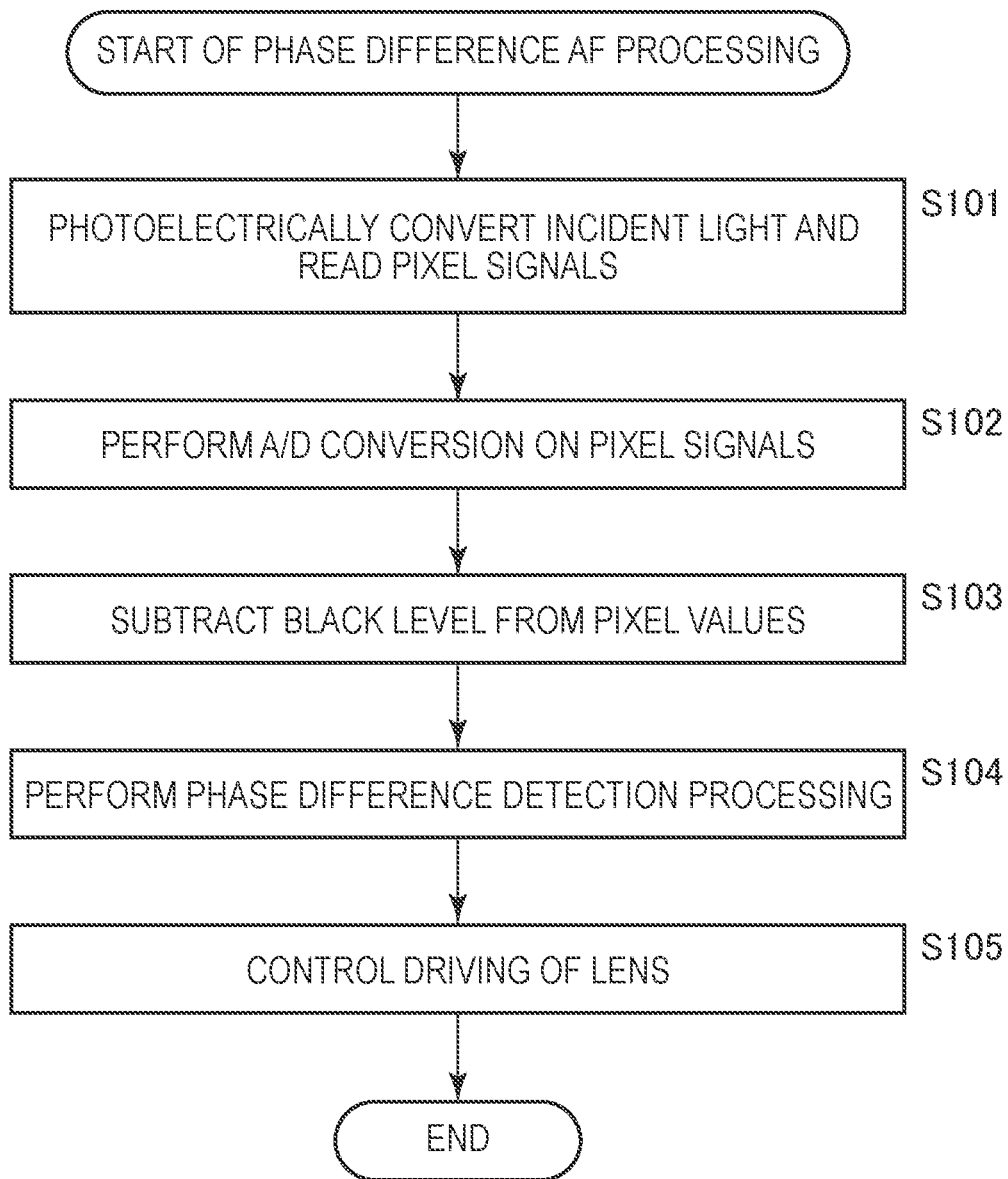 START OF PHASE DIFFERENCE AF PROCESSING
S101
PHOTOELECTRICALLY CONVERT INCIDENT LIGHT AND
READ PIXEL SIGNALS
S102
PERFORM A/D CONVERSION ON PIXEL SIGNALS
S103
SUBTRACT BLACK LEVEL FROM PIXEL VALUES
S104
PERFORM PHASE DIFFERENCE DETECTION PROCESSING
S105
CONTROL DRIVING OF LENS
END